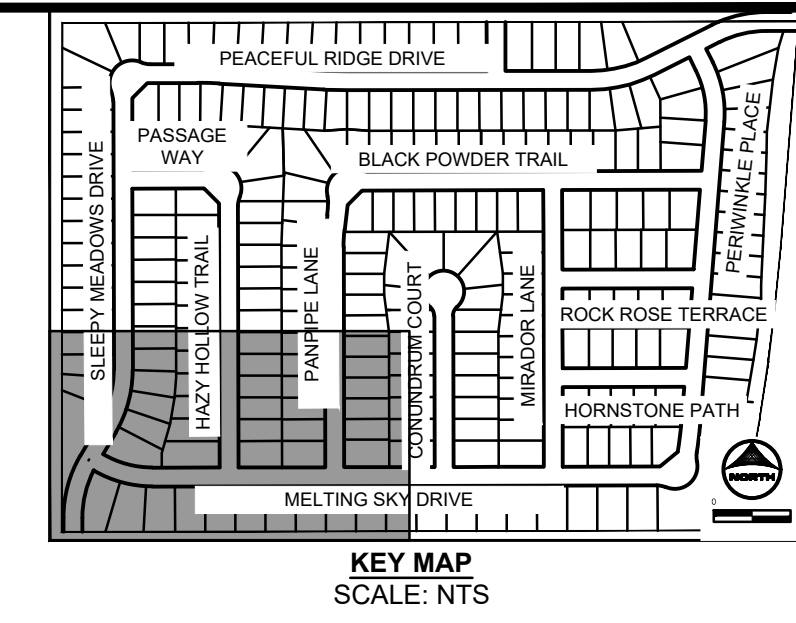 PEACEFUL RIDGE DRIVE
PASSAGE
WAY
BLACK POWDER TRAIL
PERIWINKLE PLACE
SLEEPY MEADOWS DRIVE
HAZY HOLLOW TRAIL
PANPIPE LANE
CONUNDRUM COURT
MIRADOR LANE
ROCK ROSE TERRACE
HORNSTONE PATH
MELTING SKY DRIVE
NORTH
0
KEY MAP
SCALE: NTS